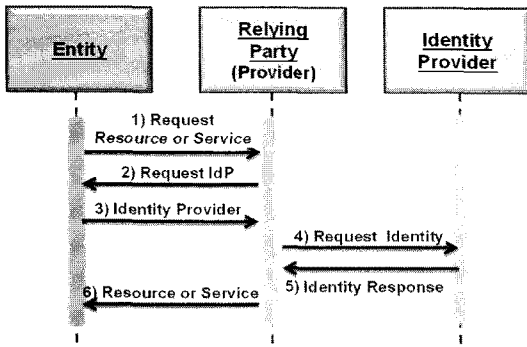 Entity
Relying
Party
(Provider)
Identity
Provider
1) Request
Resource or Service
2) Request IdP
3) Identity Provider
4) Request Identity
5) Identity Response
6) Resource or Service